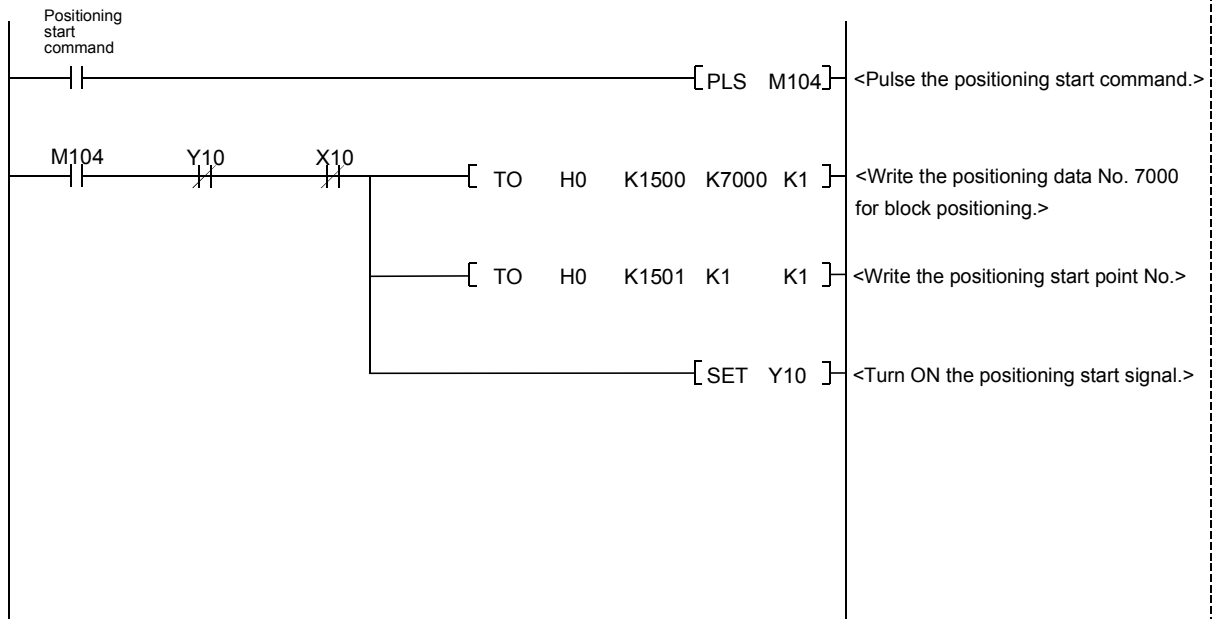 Positioning
start
command
PLS M104 <Pulse the positioning start command.>
M104 Y10 X10
TO H0 K1500 K7000 K1 <Write the positioning data No. 7000
for block positioning.>
TO H0 K1501 K1 K1 <Write the positioning start point No.>
SET Y10 <Turn ON the positioning start signal.>